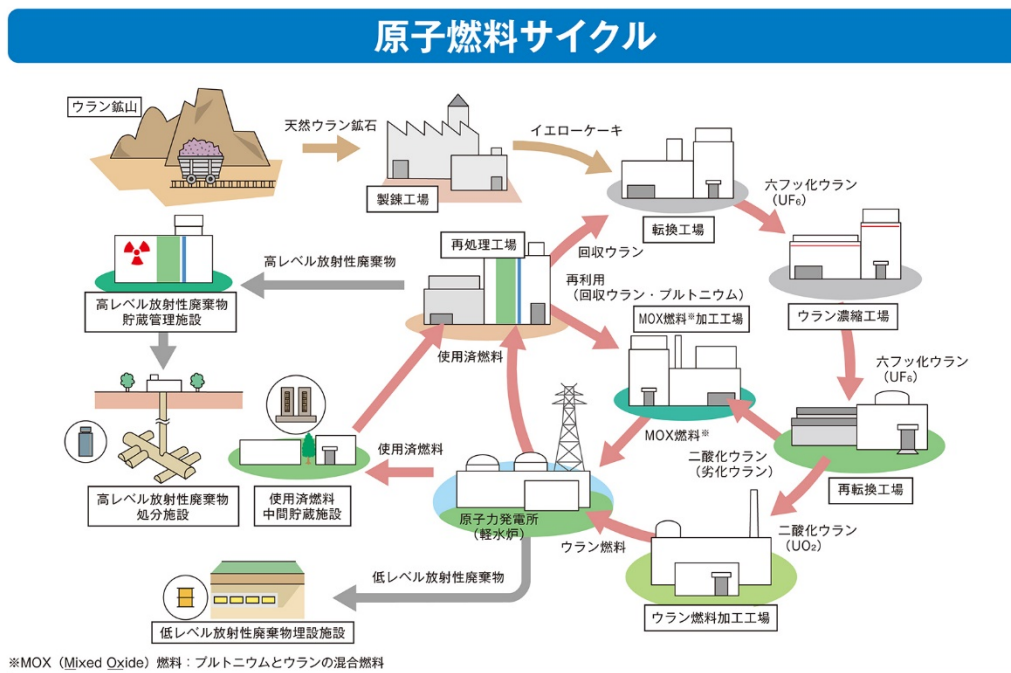 原子燃料サイクル
ウラン鉱山
天然ウラン鉱石
イエローケーキ
製錬工場
転換工場
六フッ化ウラン
（UF₆）
再処理工場
回収ウラン
高レベル放射性廃棄物
再利用
（回収ウラン・プルトニウム）
高レベル放射性廃棄物
貯蔵管理施設
MOX燃料※加工工場
ウラン濃縮工場
使用済燃料
六フッ化ウラン
（UF₆）
MOX燃料※
使用済燃料
二酸化ウラン
（劣化ウラン）
再転換工場
高レベル放射性廃棄物
処分施設
使用済燃料
中間貯蔵施設
原子力発電所
（軽水炉）
ウラン燃料
二酸化ウラン
（UO₂）
低レベル放射性廃棄物
ウラン燃料加工工場
低レベル放射性廃棄物埋設施設
※MOX（Mixed Oxide）燃料：プルトニウムとウランの混合燃料